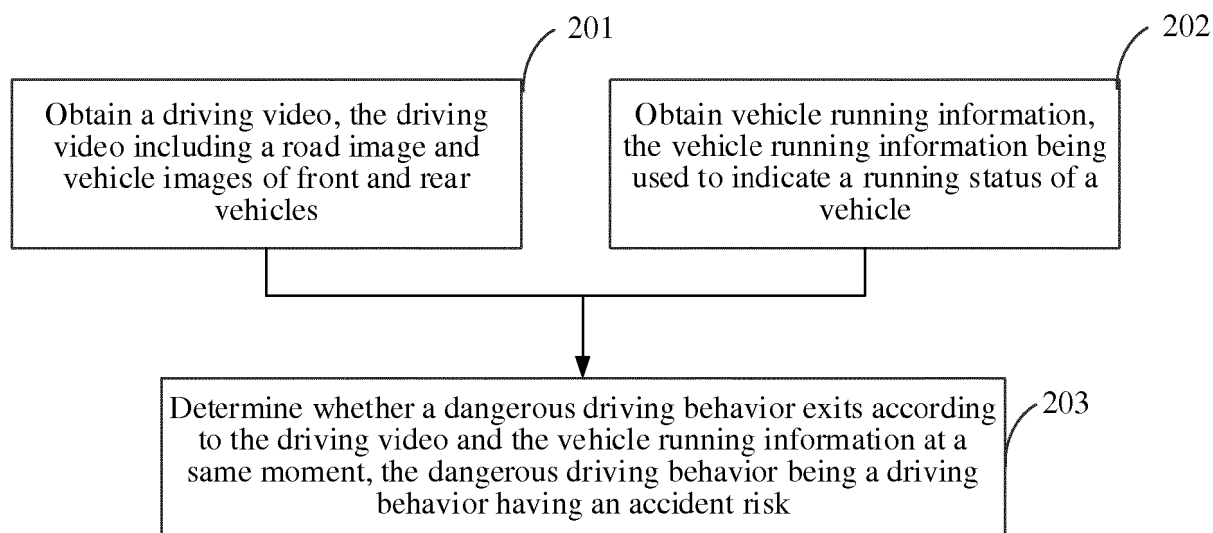 201
Obtain a driving video, the driving
video including a road image and
vehicle images of front and rear
vehicles
202
Obtain vehicle running information,
the vehicle running information being
used to indicate a running status of a
vehicle
203
Determine whether a dangerous driving behavior exits according
to the driving video and the vehicle running information at a
same moment, the dangerous driving behavior being a driving
behavior having an accident risk